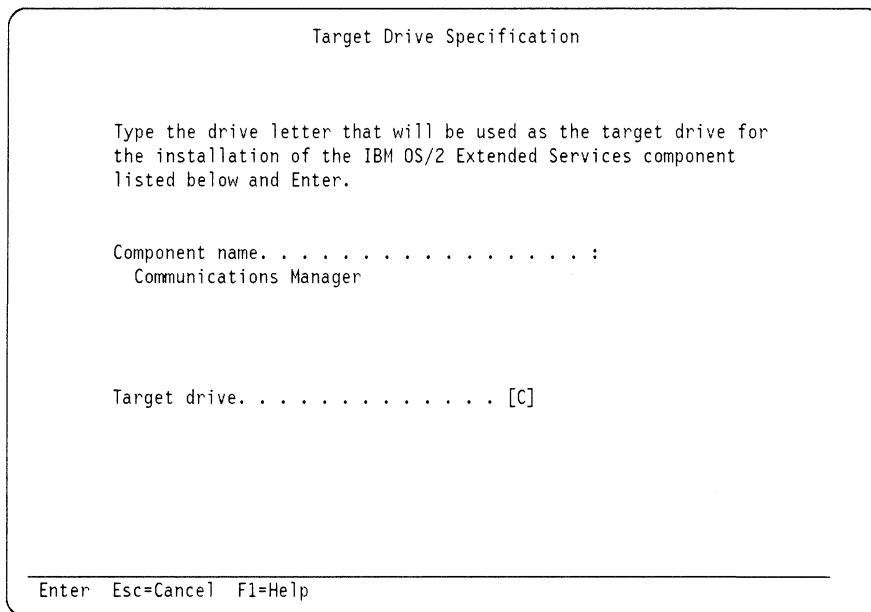 Target Drive Specification
Type the drive letter that will be used as the target drive for
the installation of the IBM OS/2 Extended Services component
listed below and Enter.
Component name. . . . . . . . . . . . . . . . . :
Communications Manager
Target drive. . . . . . . . . . . . . . [C]
Enter Esc=Cancel F1=Help